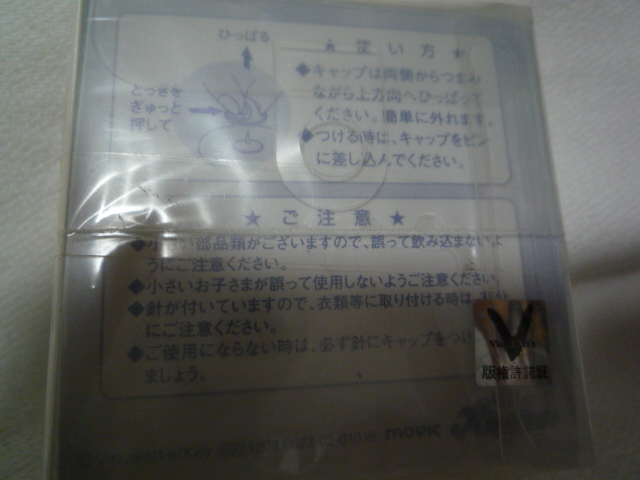 ひっぱる
★ 使い方 ★
とっきを
ぎゅっと
押して
◆キャップは両側からつまみ
ながら上方向へひっぱって
ください。簡単に外れます。
◆つける時は、キャップをピン
に差し込んでください。
★ ご注意 ★
◆小さい部品類がございますので、誤って飲み込まないよ
うにご注意ください。
◆小さいお子さまが誤って使用しないようご注意ください。
◆針が付いていますので、衣類等に取り付ける時は、
にご注意ください。
◆ご使用にならない時は、必ず針にキャップをつけ
ましょう。
版権許諾証
Visualart's/Key
movic